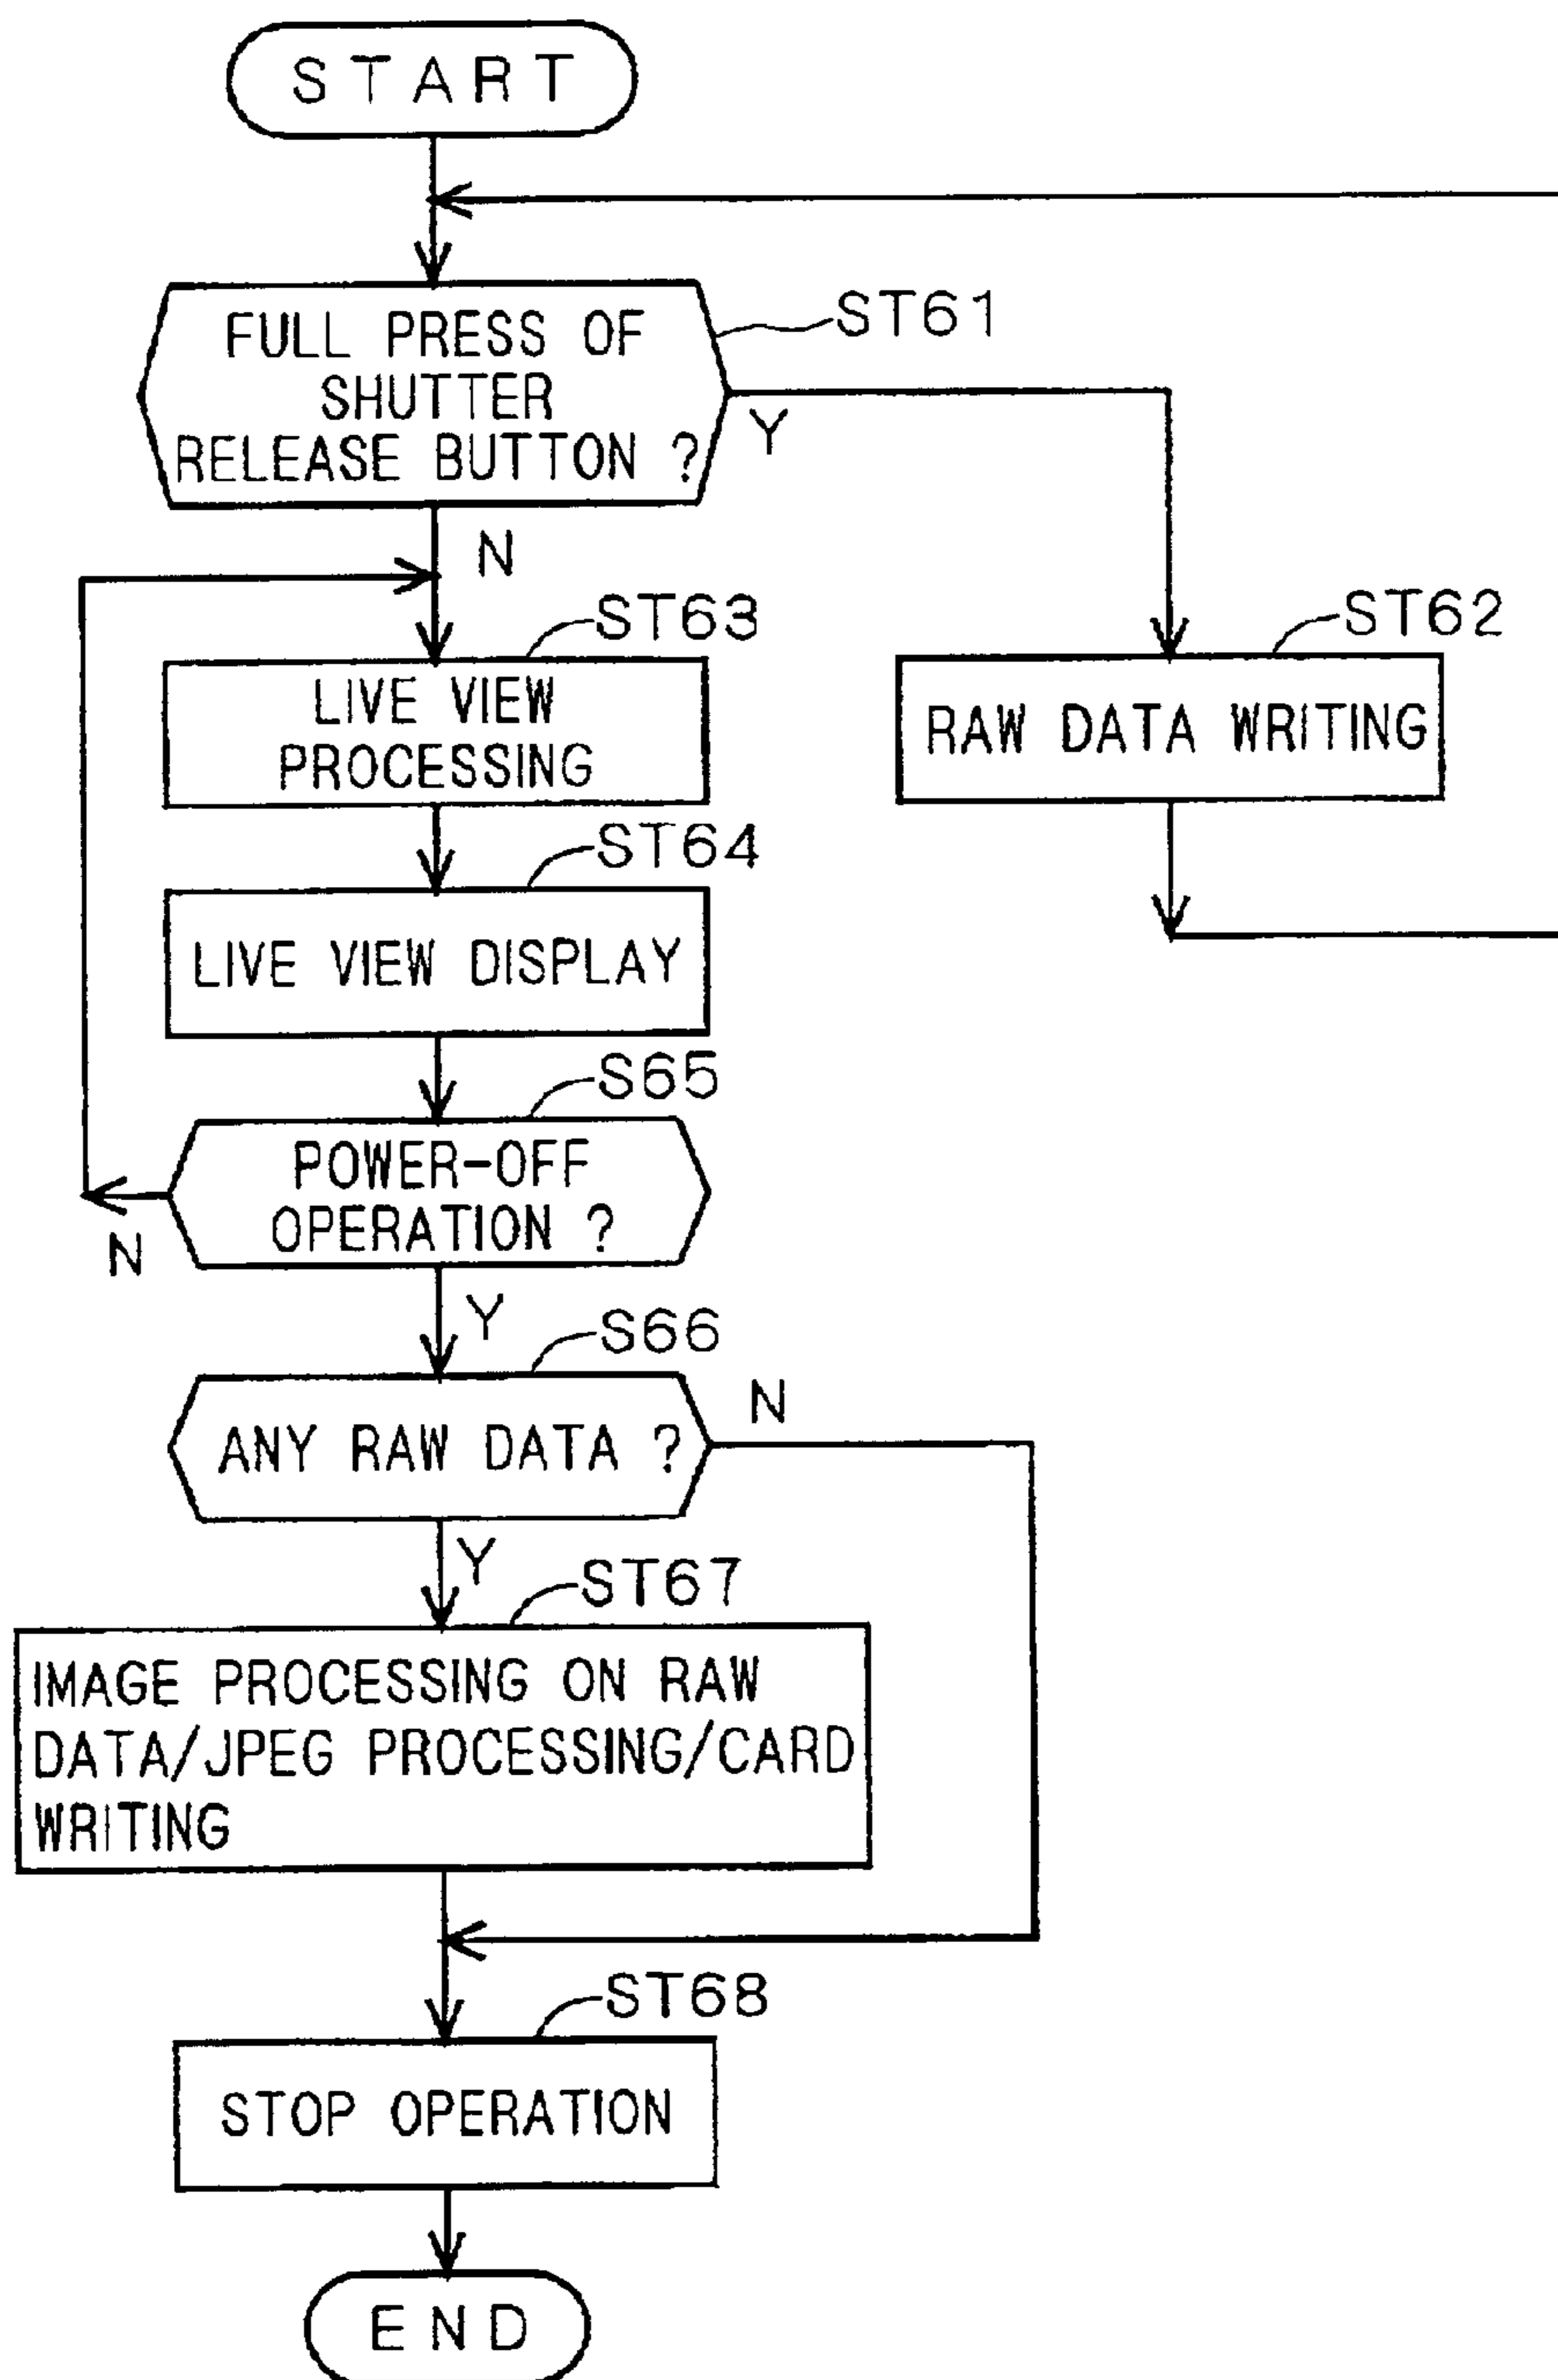 START
FULL PRESS OF
SHUTTER
RELEASE BUTTON ?
ST61
Y
N
ST63
LIVE VIEW
PROCESSING
ST62
RAW DATA WRITING
ST64
LIVE VIEW DISPLAY
S65
POWER-OFF
OPERATION ?
N
Y
S66
ANY RAW DATA ?
N
Y
ST67
IMAGE PROCESSING ON RAW
DATA/JPEG PROCESSING/CARD
WRITING
ST68
STOP OPERATION
END